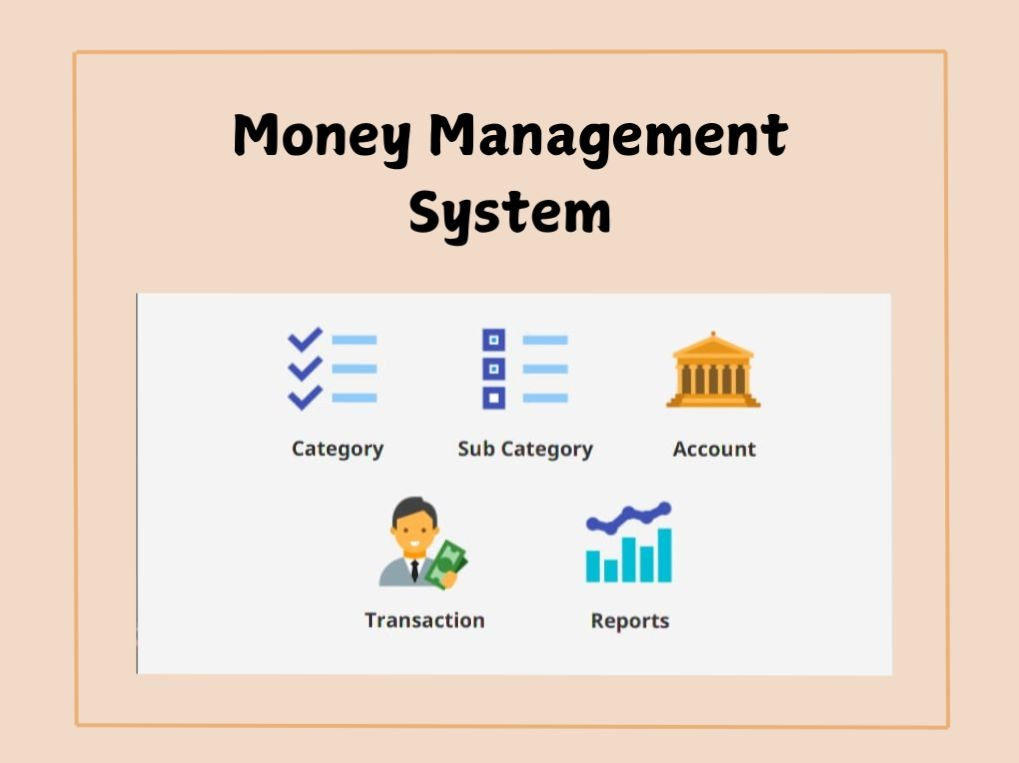 Money Management
System
Category
Sub Category
Account
Transaction
Reports